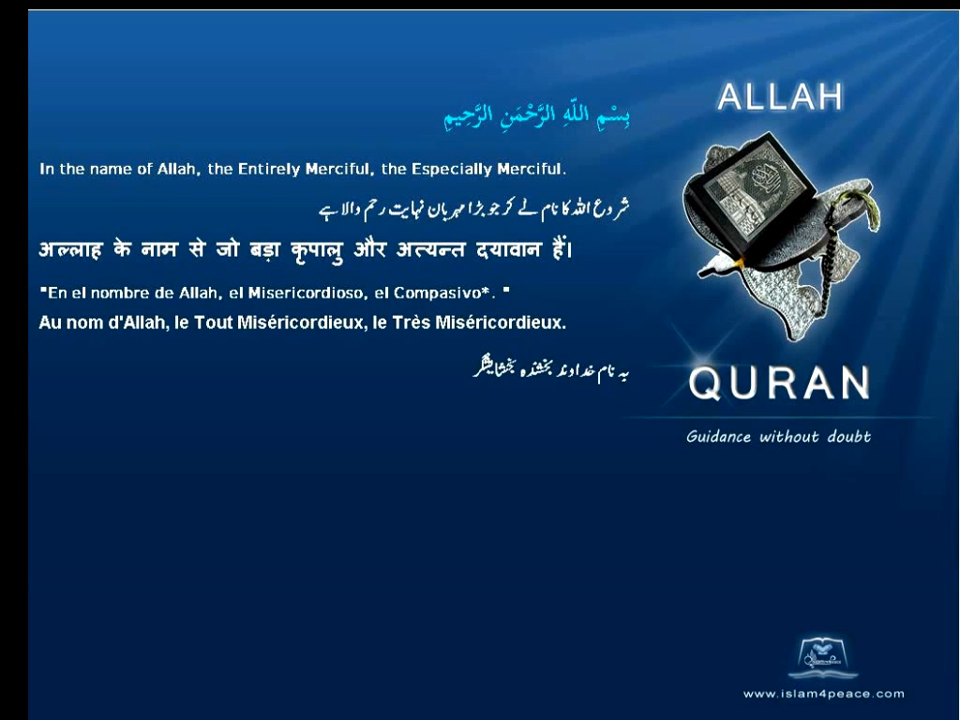 بِسْمِ اللّهِ الرَّحْمَنِ الرَّحِيمِ
In the name of Allah, the Entirely Merciful, the Especially Merciful.
شروع الله کا نام لے کر جو بڑا مہربان نہایت رحم والا ہے
अल्लाह के नाम से जो बड़ा कृपालु और अत्यन्त दयावान हैं।
"En el nombre de Allah, el Misericordioso, el Compasivo*. "
Au nom d'Allah, le Tout Miséricordieux, le Très Miséricordieux.
به نام خداوند بخشنده بخشایشگر
ALLAH
QURAN
Guidance without doubt
www.islam4peace.com